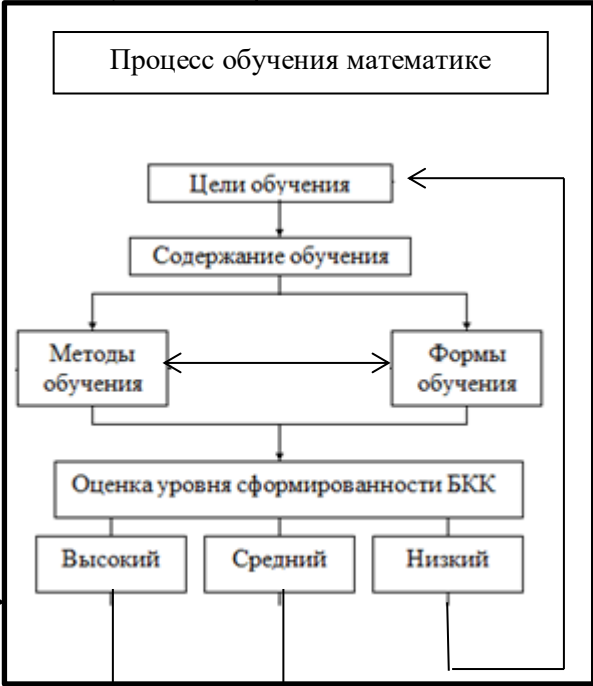 Процесс обучения математике
Цели обучения
Содержание обучения
Методы
обучения
Формы
обучения
Оценка уровня сформированности БКК
Высокий
Средний
Низкий